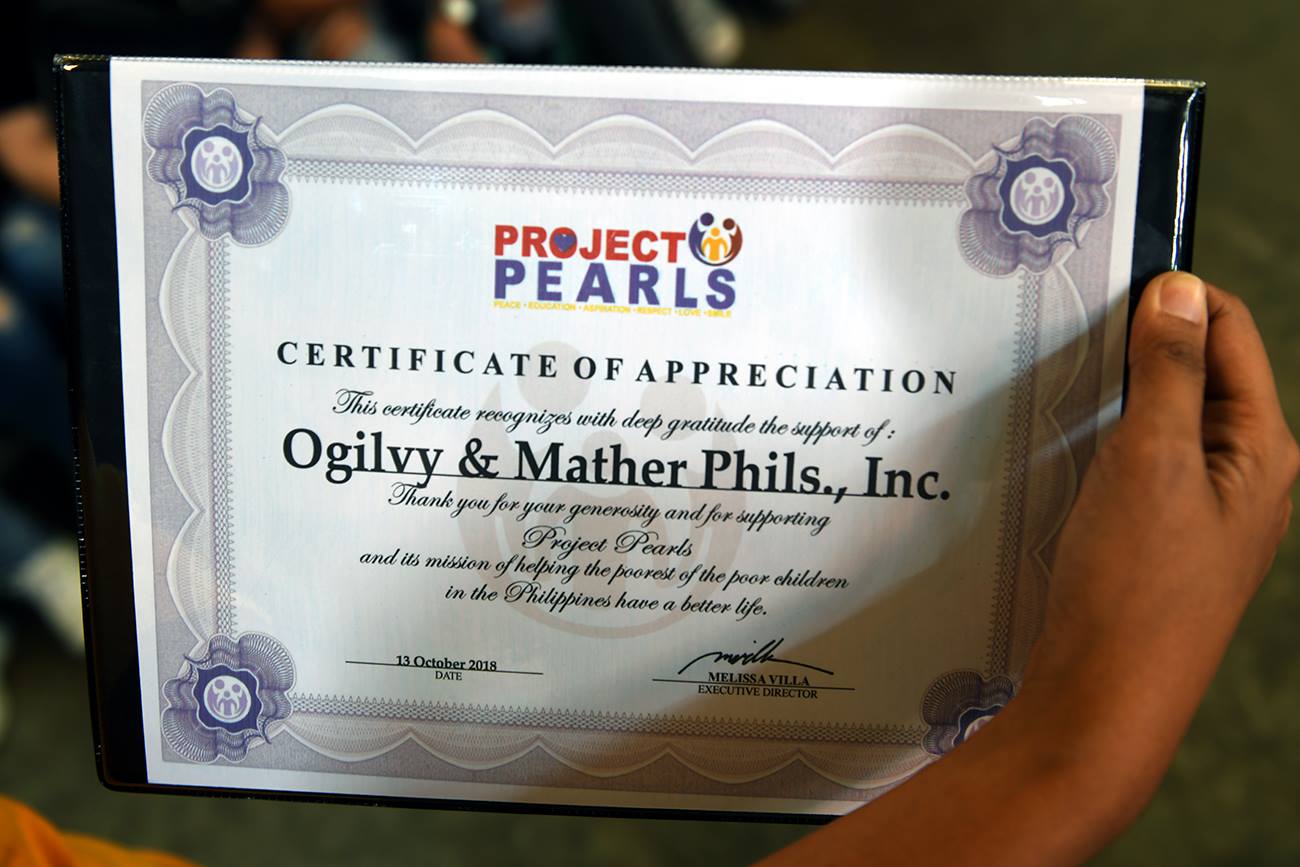 PROJECT
PEARLS
PEACE • EDUCATION • ASPIRATION • RESPECT • LOVE • SMILE
CERTIFICATE OF APPRECIATION
This certificate recognizes with deep gratitude the support of :
Ogilvy & Mather Phils., Inc.
Thank you for your generosity and for supporting
Project Pearls
and its mission of helping the poorest of the poor children
in the Philippines have a better life.
13 October 2018
DATE
MELISSA VILLA
EXECUTIVE DIRECTOR